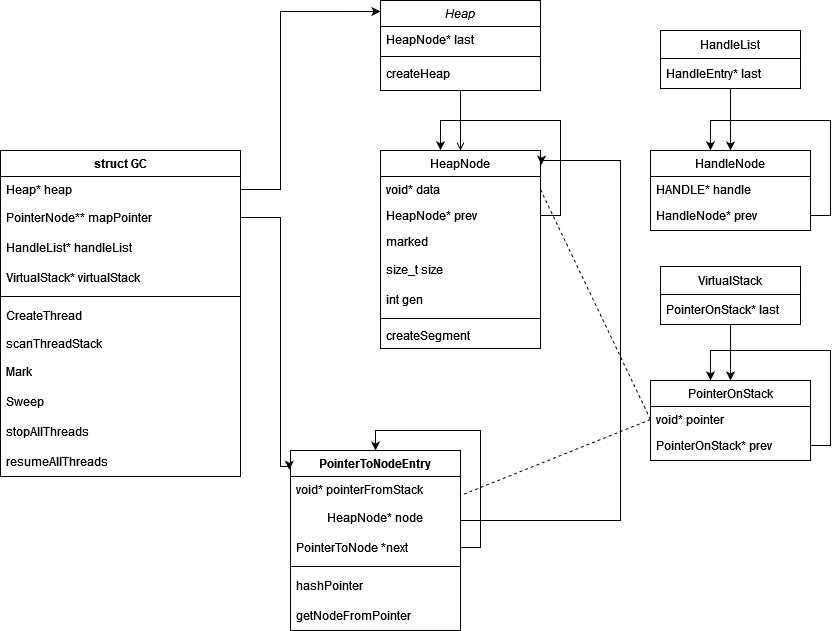 Heap
HeapNode* last
createHeap
HandleList
HandleEntry* last
struct GC
Heap* heap
PointerNode** mapPointer
HandleList* handleList
VirtualStack* virtualStack
CreateThread
scanThreadStack
Mark
Sweep
stopAllThreads
resumeAllThreads
HeapNode
void* data
HeapNode* prev
marked
size_t size
int gen
createSegment
HandleNode
HANDLE* handle
HandleNode* prev
VirtualStack
PointerOnStack* last
PointerOnStack
void* pointer
PointerOnStack* prev
PointerToNodeEntry
void* pointerFromStack
HeapNode* node
PointerToNode *next
hashPointer
getNodeFromPointer